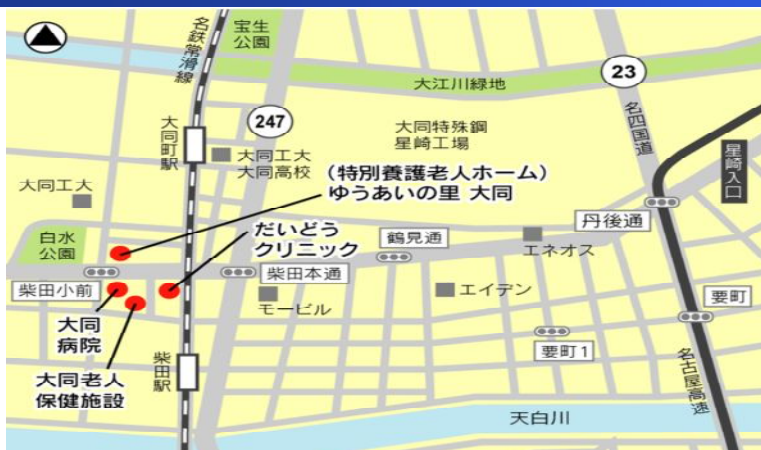 名鉄常滑線
宝生
公園
大江川緑地
23
名四国道
247
大同町駅
大同特殊鋼
星崎工場
大同工大
大同高校
星崎入口
大同工大
（特別養護老人ホーム）
ゆうあいの里 大同
白水
公園
だいどう
クリニック
鶴見通
丹後通
エネオス
柴田小前
柴田本通
モービル
エイデン
要町
大同
病院
柴田駅
要町1
大同老人
保健施設
名古屋高速
天白川